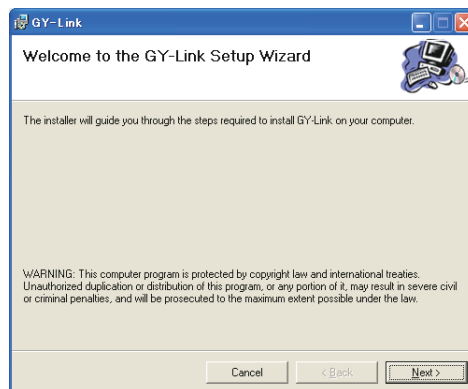 GY-Link
Welcome to the GY-Link Setup Wizard
The installer will guide you through the steps required to install GY-Link on your computer.
WARNING: This computer program is protected by copyright law and international treaties.
Unauthorized duplication or distribution of this program, or any portion of it, may result in severe civil
or criminal penalties, and will be prosecuted to the maximum extent possible under the law.
Cancel
< Back
Next >